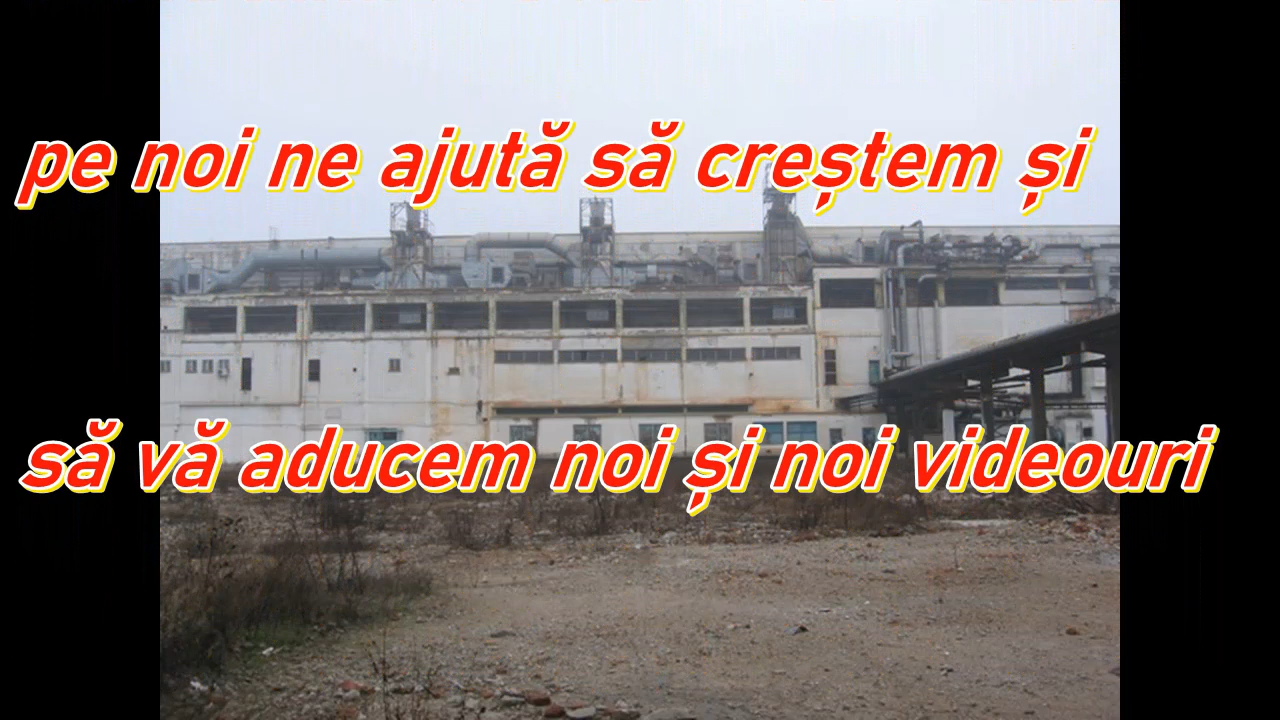 pe noi ne ajută să creștem și
să vă aducem noi și noi videouri